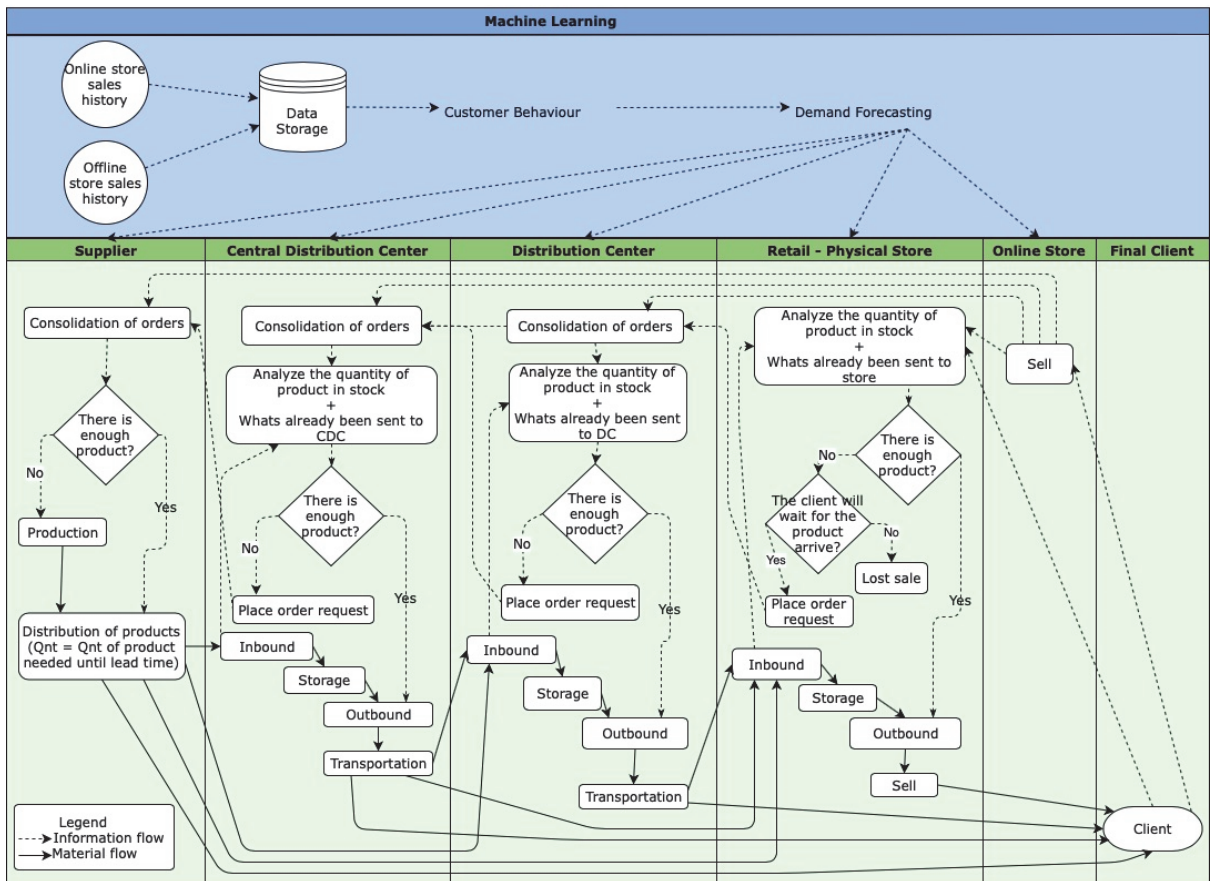 Machine Learning
Online store
sales
history
Data
Storage
Customer Behaviour
Demand Forecasting
Offline
store sales
history
Supplier
Central Distribution Center
Distribution Center
Retail - Physical Store
Online Store
Final Client
Consolidation of orders
There is
enough
product?
No
Yes
Production
Distribution of products
(Qnt = Qnt of product
needed until lead time)
Consolidation of orders
Analyze the quantity of
product in stock
+
Whats already been sent to
CDC
There is
enough
product?
No
Yes
Place order request
Inbound
Storage
Outbound
Transportation
Consolidation of orders
Analyze the quantity of
product in stock
+
Whats already been sent
to DC
There is
enough
product?
No
Yes
Place order request
Inbound
Storage
Outbound
Transportation
Analyze the quantity of
product in stock
+
Whats already been sent to
store
There is
enough
product?
No
Yes
The client will
wait for the
product
arrive?
No
Yes
Lost sale
Place order
request
Inbound
Storage
Outbound
Sell
Sell
Client
Legend
Information flow
Material flow